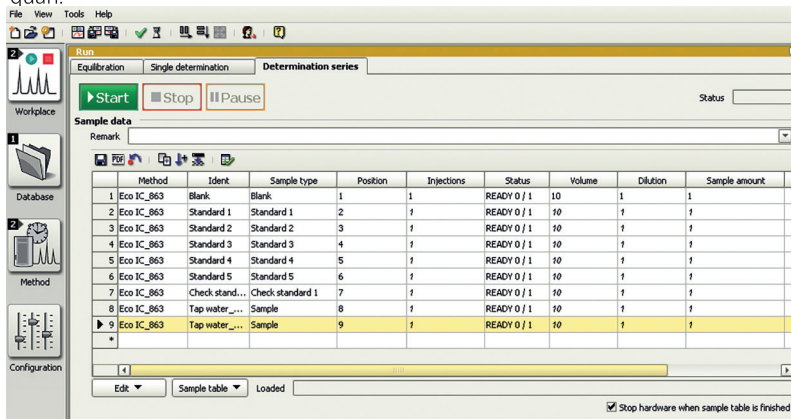 quan.
File View Tools Help
Run
Equilibration Single determination Determination series
Start Stop Pause
Status
Workplace
Sample data
Remark
PDF
Method Ident Sample type Position Injections Status Volume Dilution Sample amount
1 Eco IC_863 Blank Blank 1 1 READY 0 / 1 10 1 1
2 Eco IC_863 Standard 1 Standard 1 2 1 READY 0 / 1 10 1 1
Database
3 Eco IC_863 Standard 2 Standard 2 3 1 READY 0 / 1 10 1 1
4 Eco IC_863 Standard 3 Standard 3 4 1 READY 0 / 1 10 1 1
5 Eco IC_863 Standard 4 Standard 4 5 1 READY 0 / 1 10 1 1
6 Eco IC_863 Standard 5 Standard 5 6 1 READY 0 / 1 10 1 1
Method
7 Eco IC_863 Check stand... Check standard 1 7 1 READY 0 / 1 10 1 1
8 Eco IC_863 Tap water_... Sample 8 1 READY 0 / 1 10 1 1
9 Eco IC_863 Tap water_... Sample 9 1 READY 0 / 1 10 1 1
*
Configuration
Edit Sample table Loaded
Stop hardware when sample table is finished